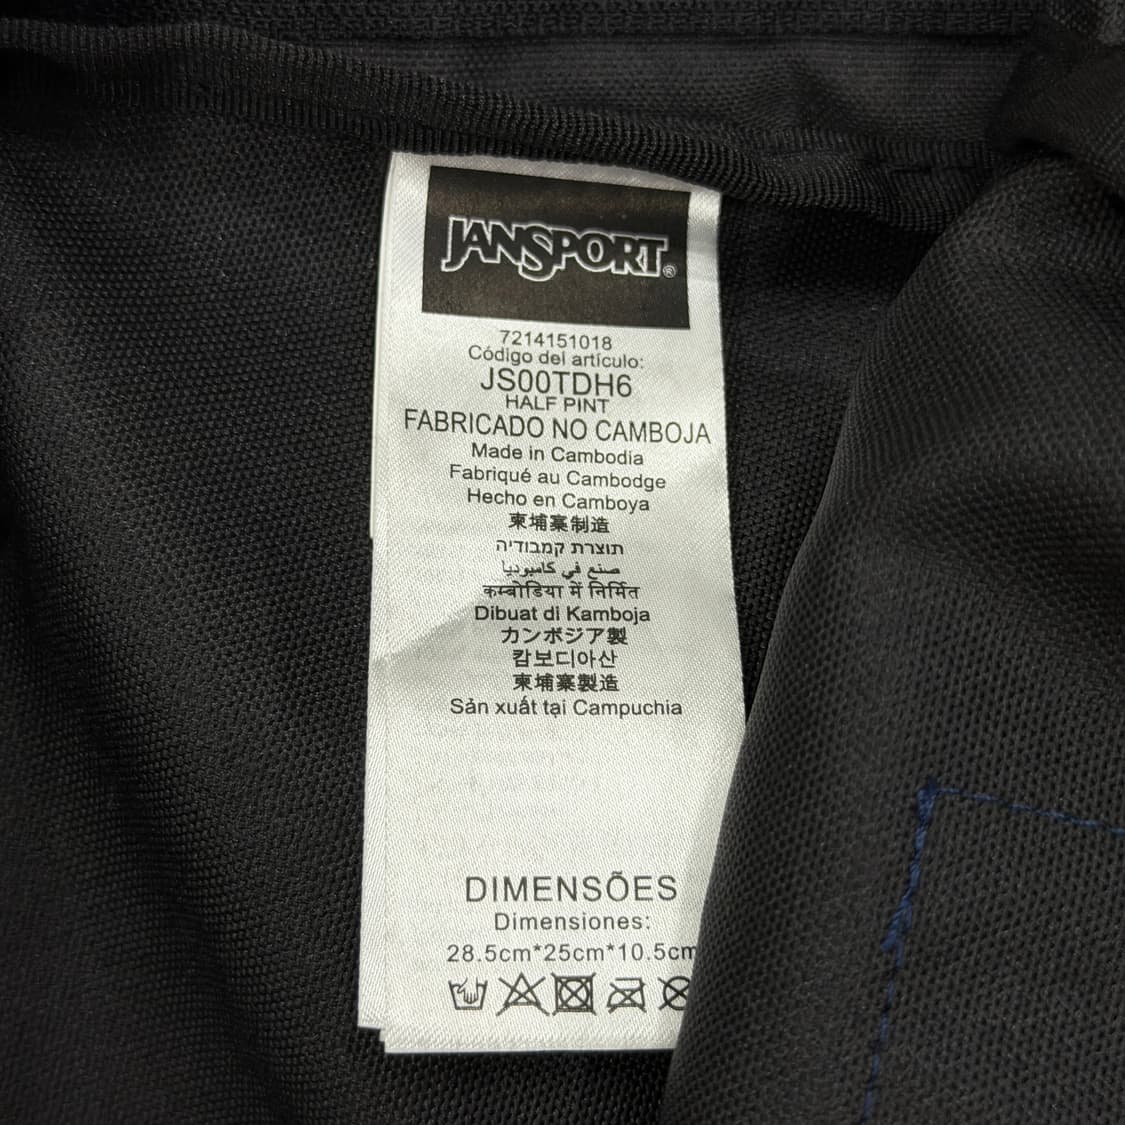 JANSPORT®
7214151018
Código del artículo:
JS00TDH6
HALF PINT
FABRICADO NO CAMBOJA
Made in Cambodia
Fabriqué au Cambodge
Hecho en Camboya
柬埔寨制造
תוצרת קמבודיה
صنع في كامبوديا
कम्बोडिया में निर्मित
Dibuat di Kamboja
カンボジア製
캄보디아산
柬埔寨製造
Sản xuất tại Campuchia
DIMENSÕES
Dimensiones:
28.5cm*25cm*10.5cm